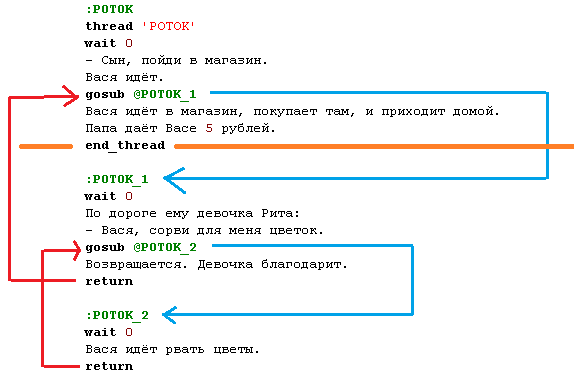 :POTOK
thread 'POTOK'
wait 0
- Сын, пойди в магазин.
Вася идёт.
gosub @POTOK_1
Вася идёт в магазин, покупает там, и приходит домой.
Папа даёт Васе 5 рублей.
end_thread
:POTOK_1
wait 0
По дороге ему девочка Рита:
- Вася, сорви для меня цветок.
gosub @POTOK_2
Возвращается. Девочка благодарит.
return
:POTOK_2
wait 0
Вася идёт рвать цветы.
return